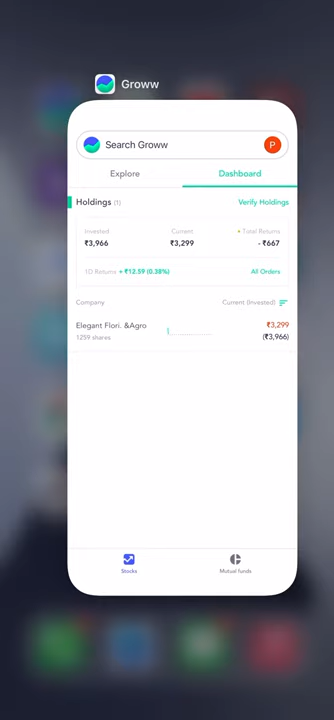 Groww
Search Groww
P
Explore
Dashboard
Holdings (1)
Verify Holdings
Invested
Current
Total Returns
₹3,966
₹3,299
- ₹667
1D Returns + ₹12.59 (0.38%)
All Orders
Company
Current (Invested)
Elegant Flori. &Agro
₹3,299
1259 shares
(₹3,966)
Stocks
Mutual funds